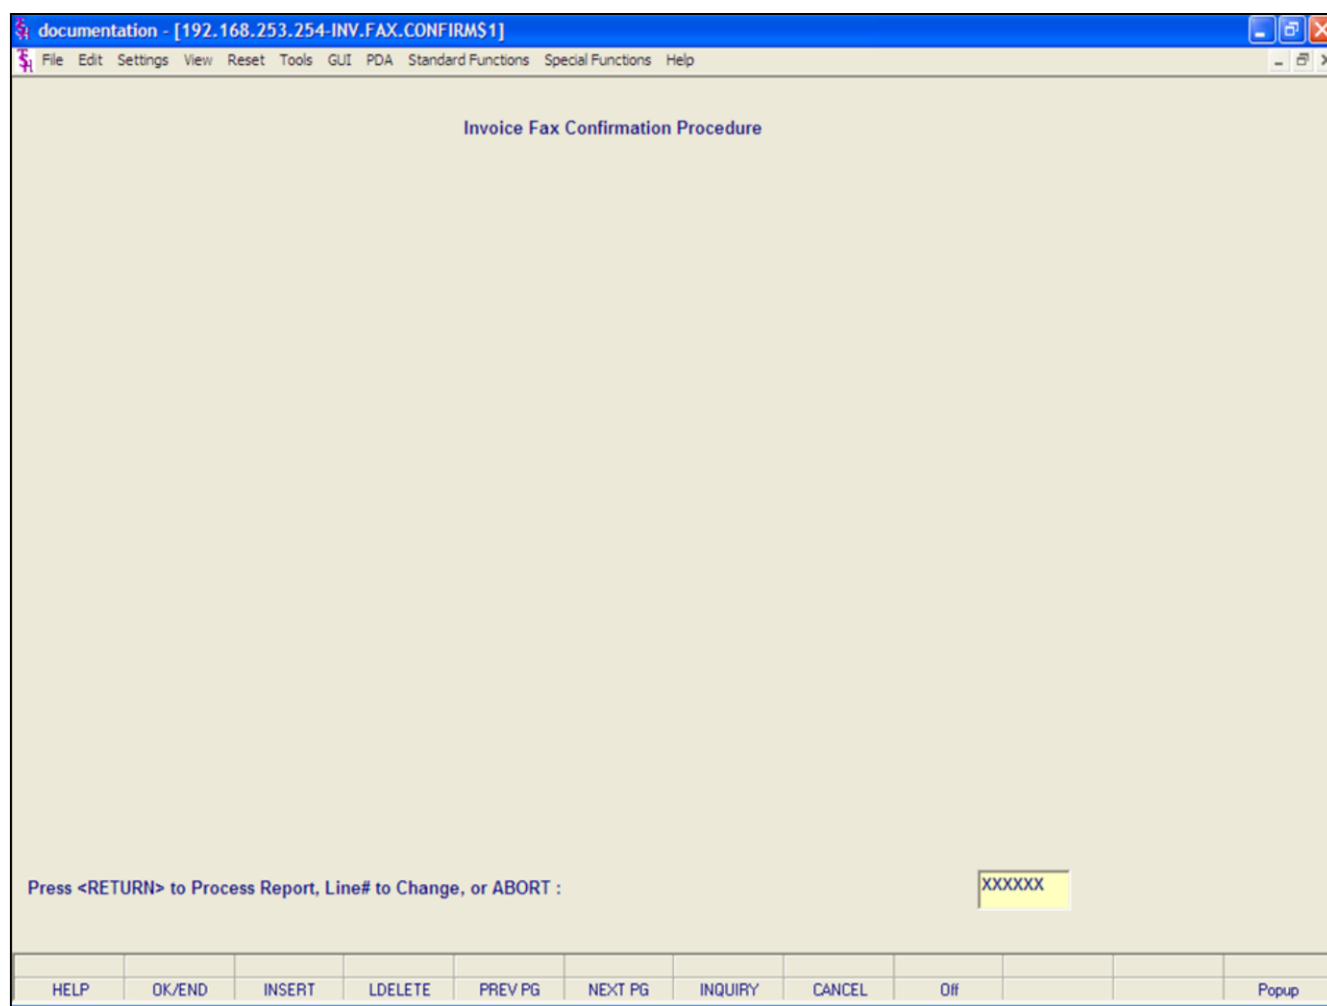 documentation - [192.168.253.254-INV.FAX.CONFIRM$1]
File Edit Settings View Reset Tools GUI PDA Standard Functions Special Functions Help
Invoice Fax Confirmation Procedure
Press <RETURN> to Process Report, Line# to Change, or ABORT : XXXXXX
HELP OK/END INSERT LDELETE PREV PG NEXT PG INQUIRY CANCEL Off Popup